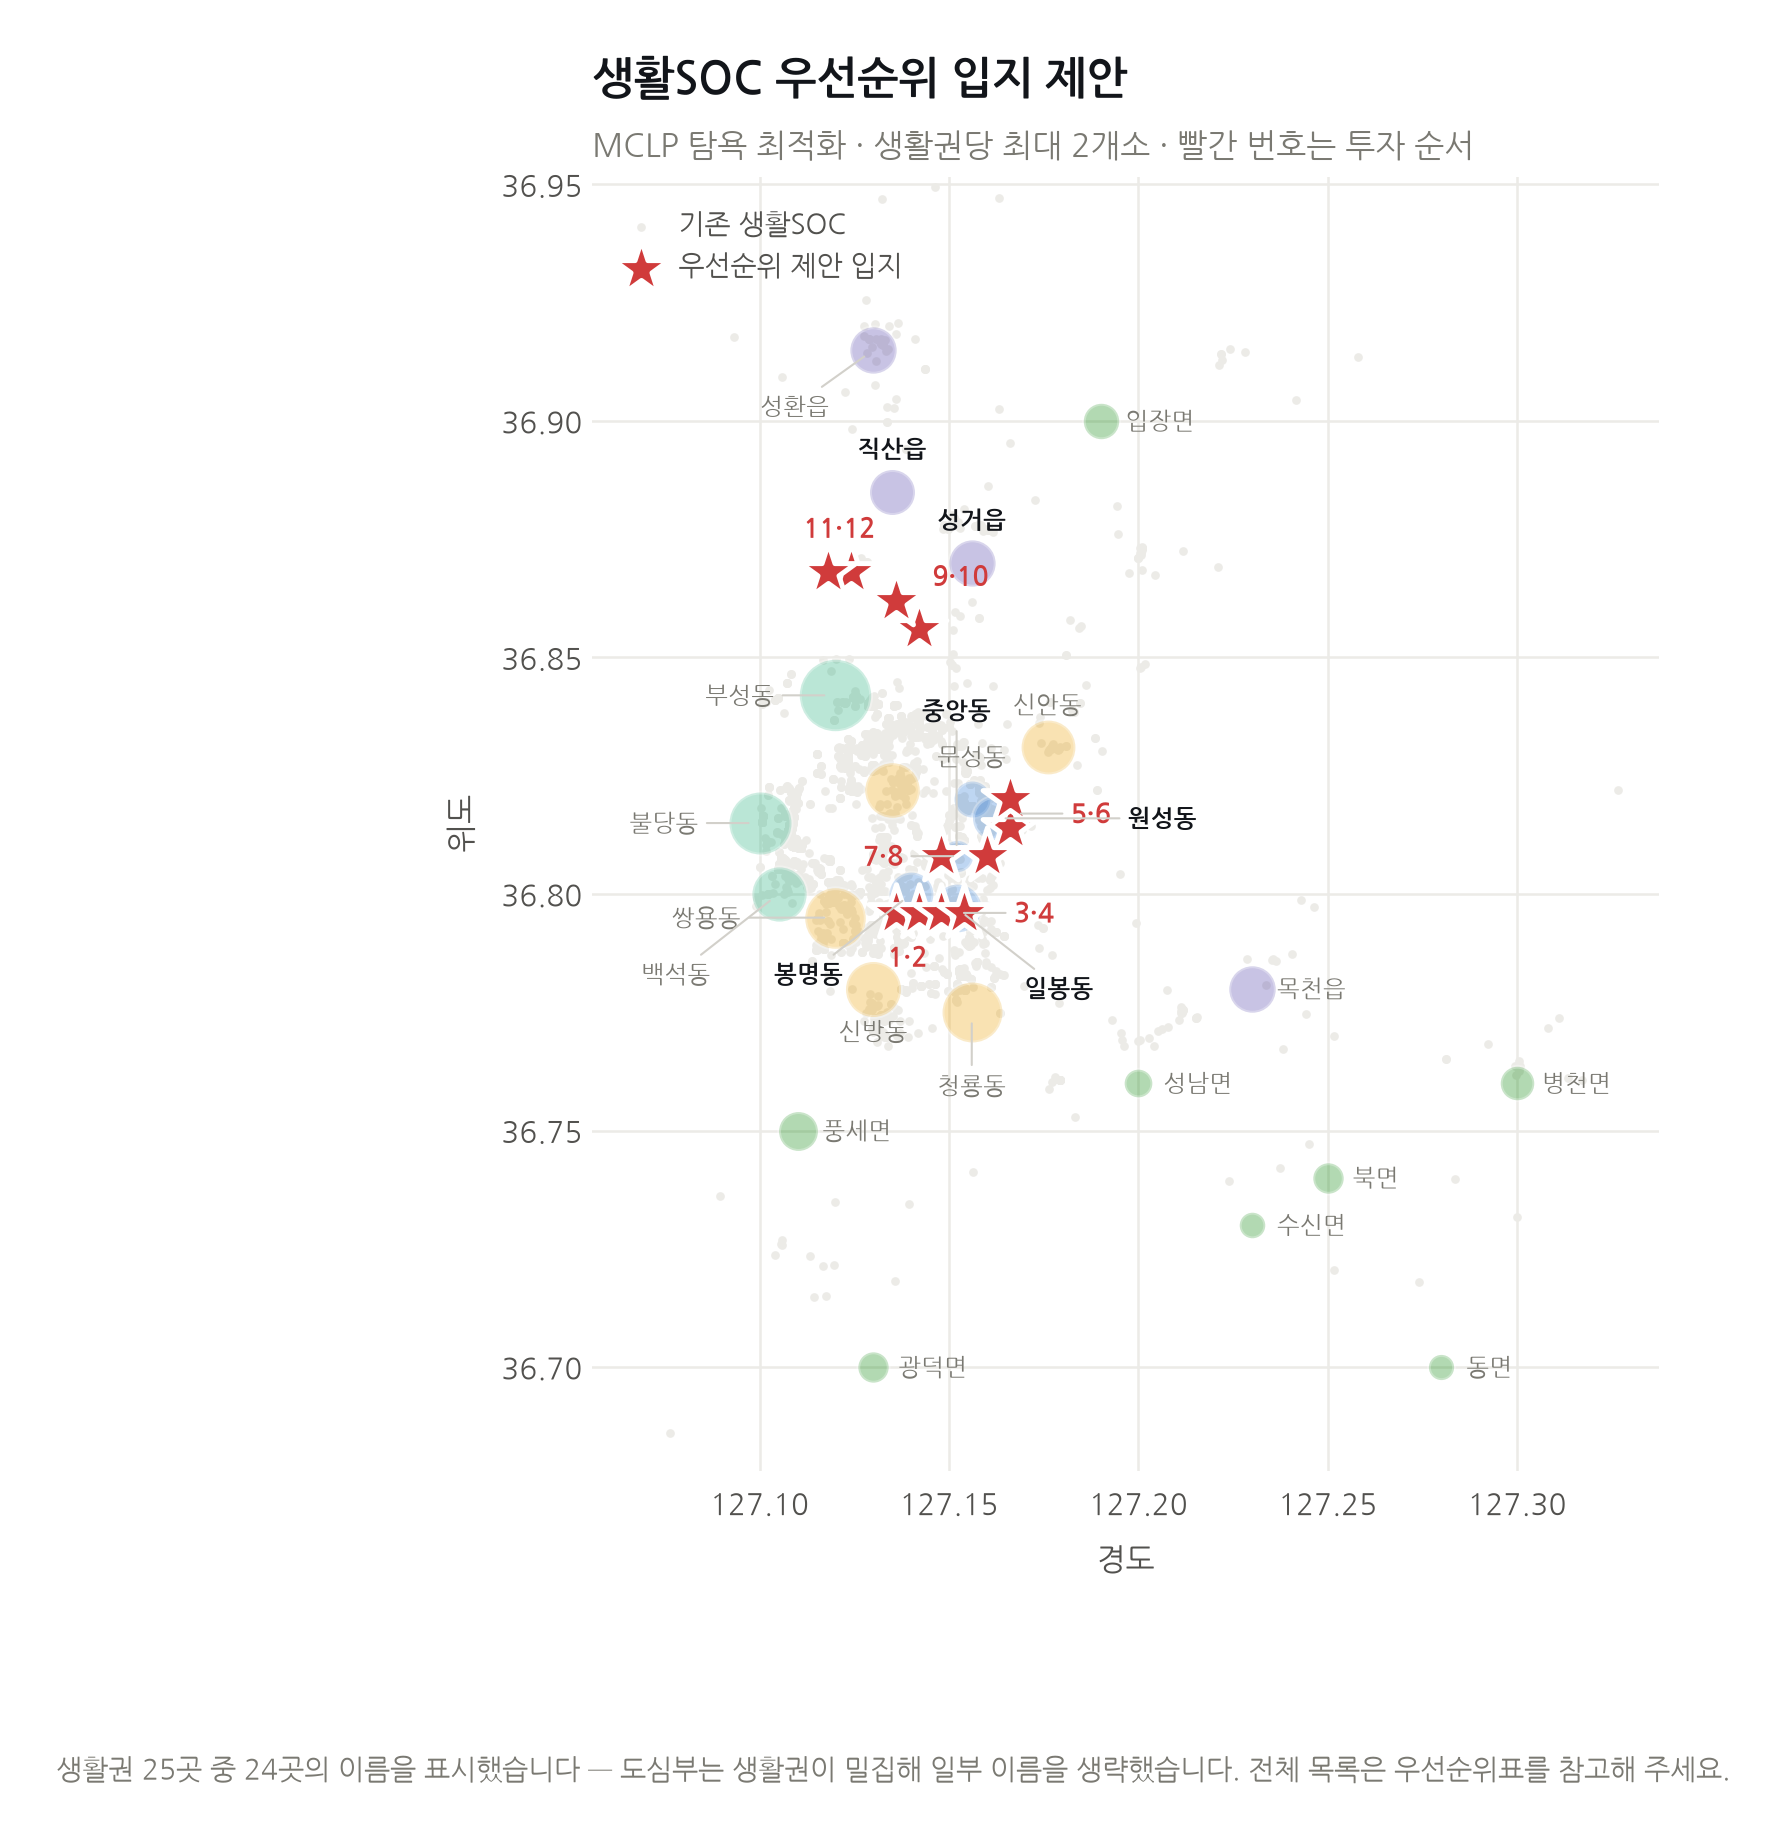 생활SOC 우선순위 입지 제안
MCLP 탐욕 최적화 · 생활권당 최대 2개소 · 빨간 번호는 투자 순서
36.95
기존 생활SOC
우선순위 제안 입지
성환읍
36.90
입장면
직산읍
성거읍
11·12
9·10
36.85
부성동
중앙동
신안동
문성동
불당동
5·6
원성동
위도
7·8
36.80
쌍용동
3·4
1·2
백석동
봉명동
일봉동
목천읍
신방동
청룡동
성남면
병천면
36.75
풍세면
북면
수신면
36.70
광덕면
동면
127.10
127.15
127.20
127.25
127.30
경도
생활권 25곳 중 24곳의 이름을 표시했습니다 — 도심부는 생활권이 밀집해 일부 이름을 생략했습니다. 전체 목록은 우선순위표를 참고해 주세요.